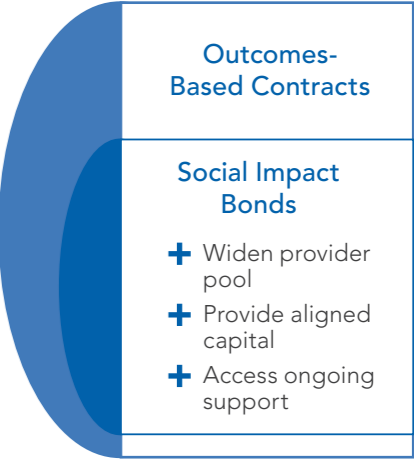 Outcomes-
Based Contracts
Social Impact
Bonds
+ Widen provider
pool
+ Provide aligned
capital
+ Access ongoing
support